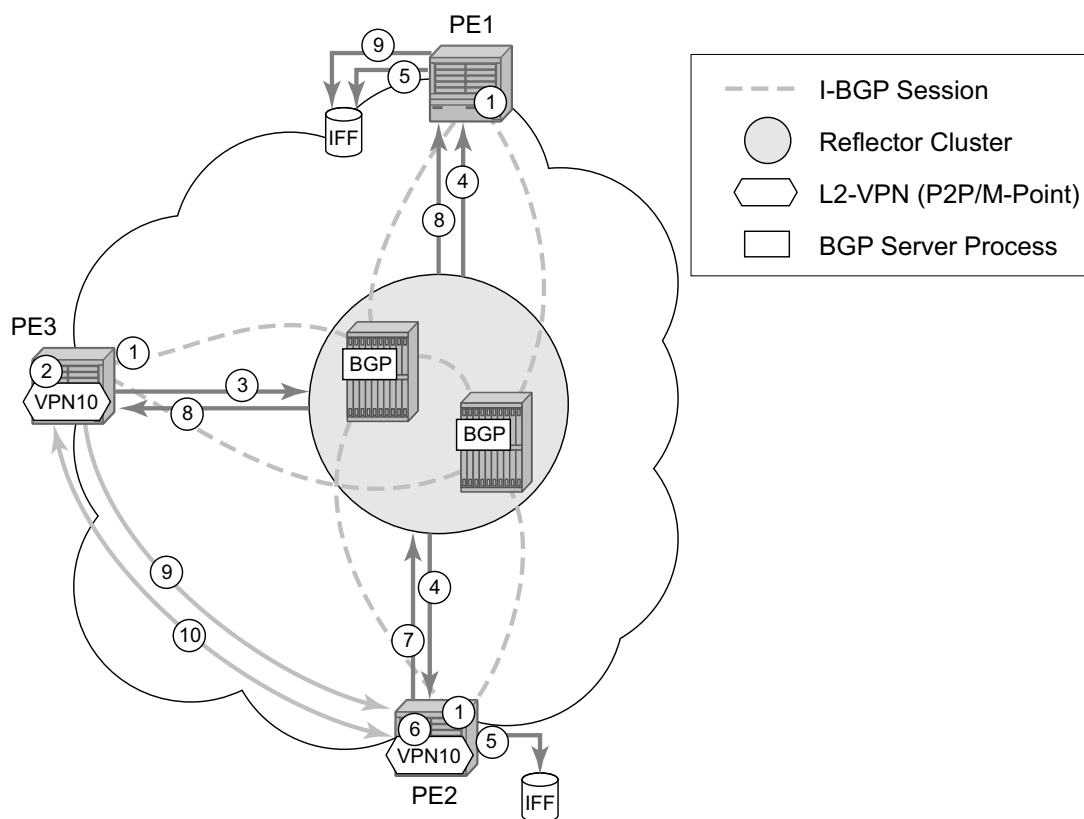 PE1
9
5
1
IFF
4
8
I-BGP Session
Reflector Cluster
L2-VPN (P2P/M-Point)
BGP Server Process
PE3
1
2
VPN10
3
8
BGP
BGP
9
10
4
7
1
6
5
VPN10
PE2
IFF